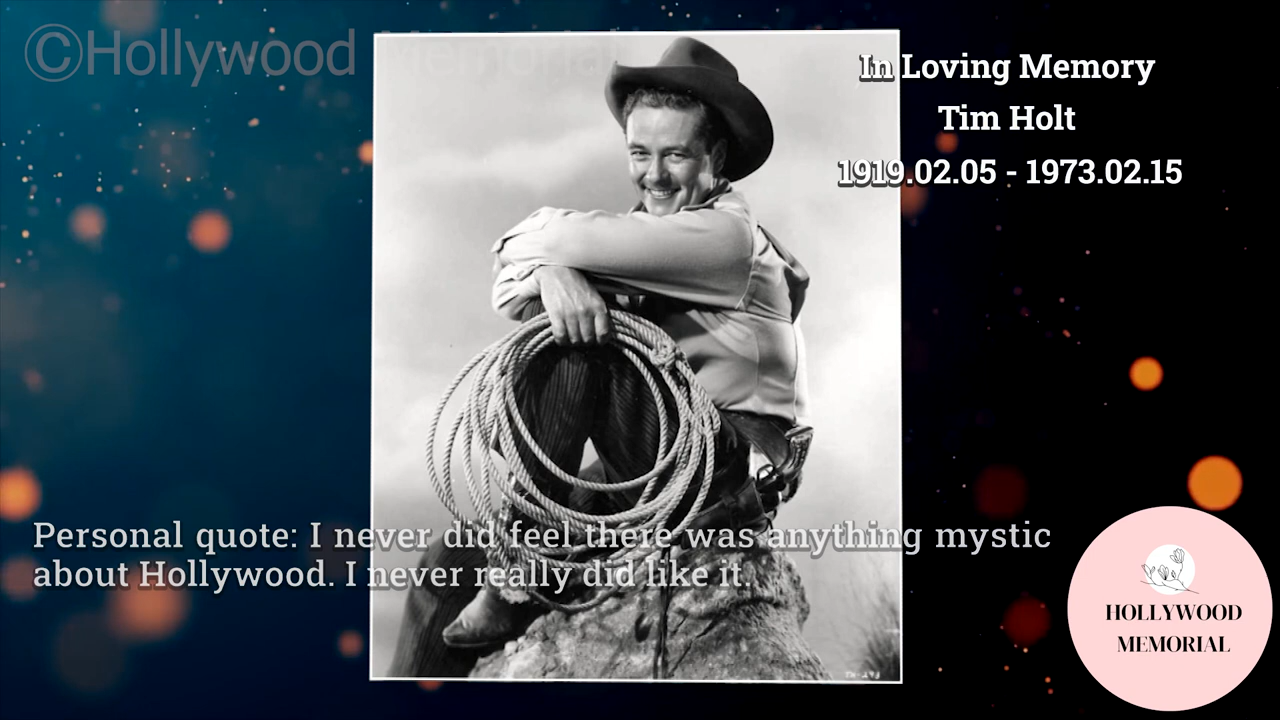 ©Hollywood Memorial
In Loving Memory
Tim Holt
1919.02.05 - 1973.02.15
Personal quote: I never did feel there was anything mystic
about Hollywood. I never really did like it.
HOLLYWOOD
MEMORIAL